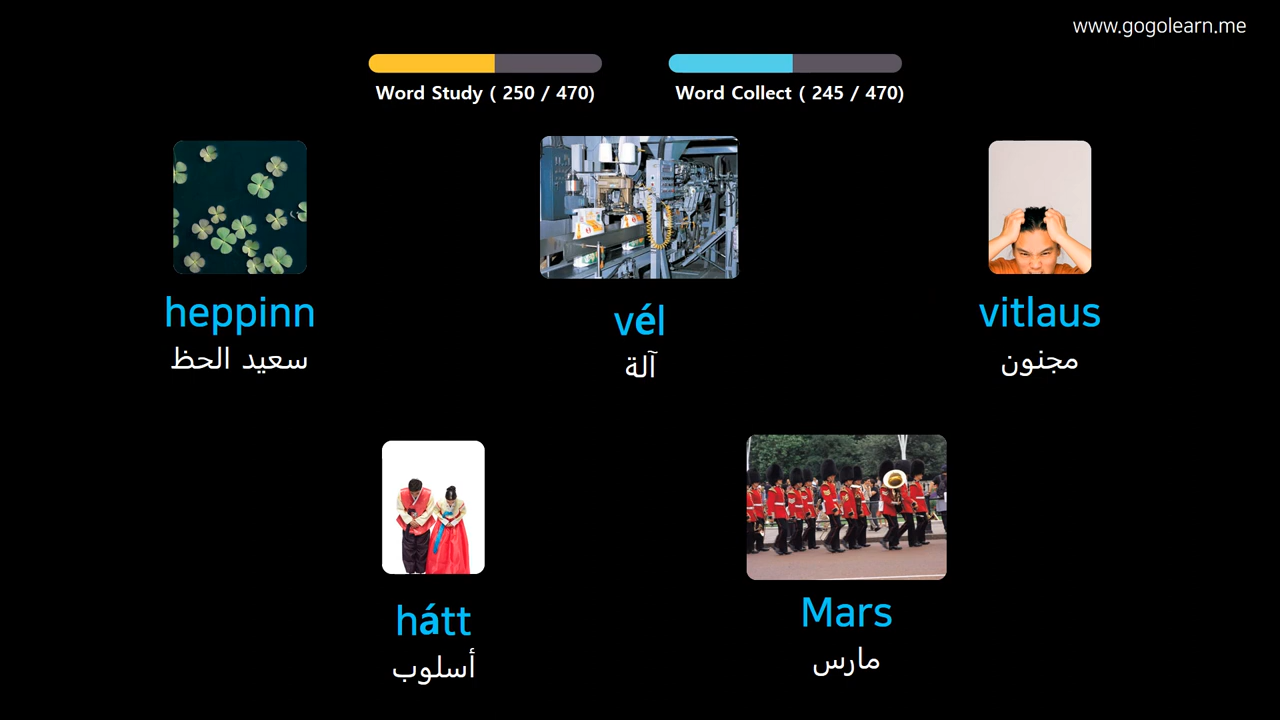 www.gogolearn.me
Word Study ( 250 / 470)
Word Collect ( 245 / 470)
heppinn
سعيد الحظ
vél
آلة
vitlaus
مجنون
hátt
أسلوب
Mars
مارس